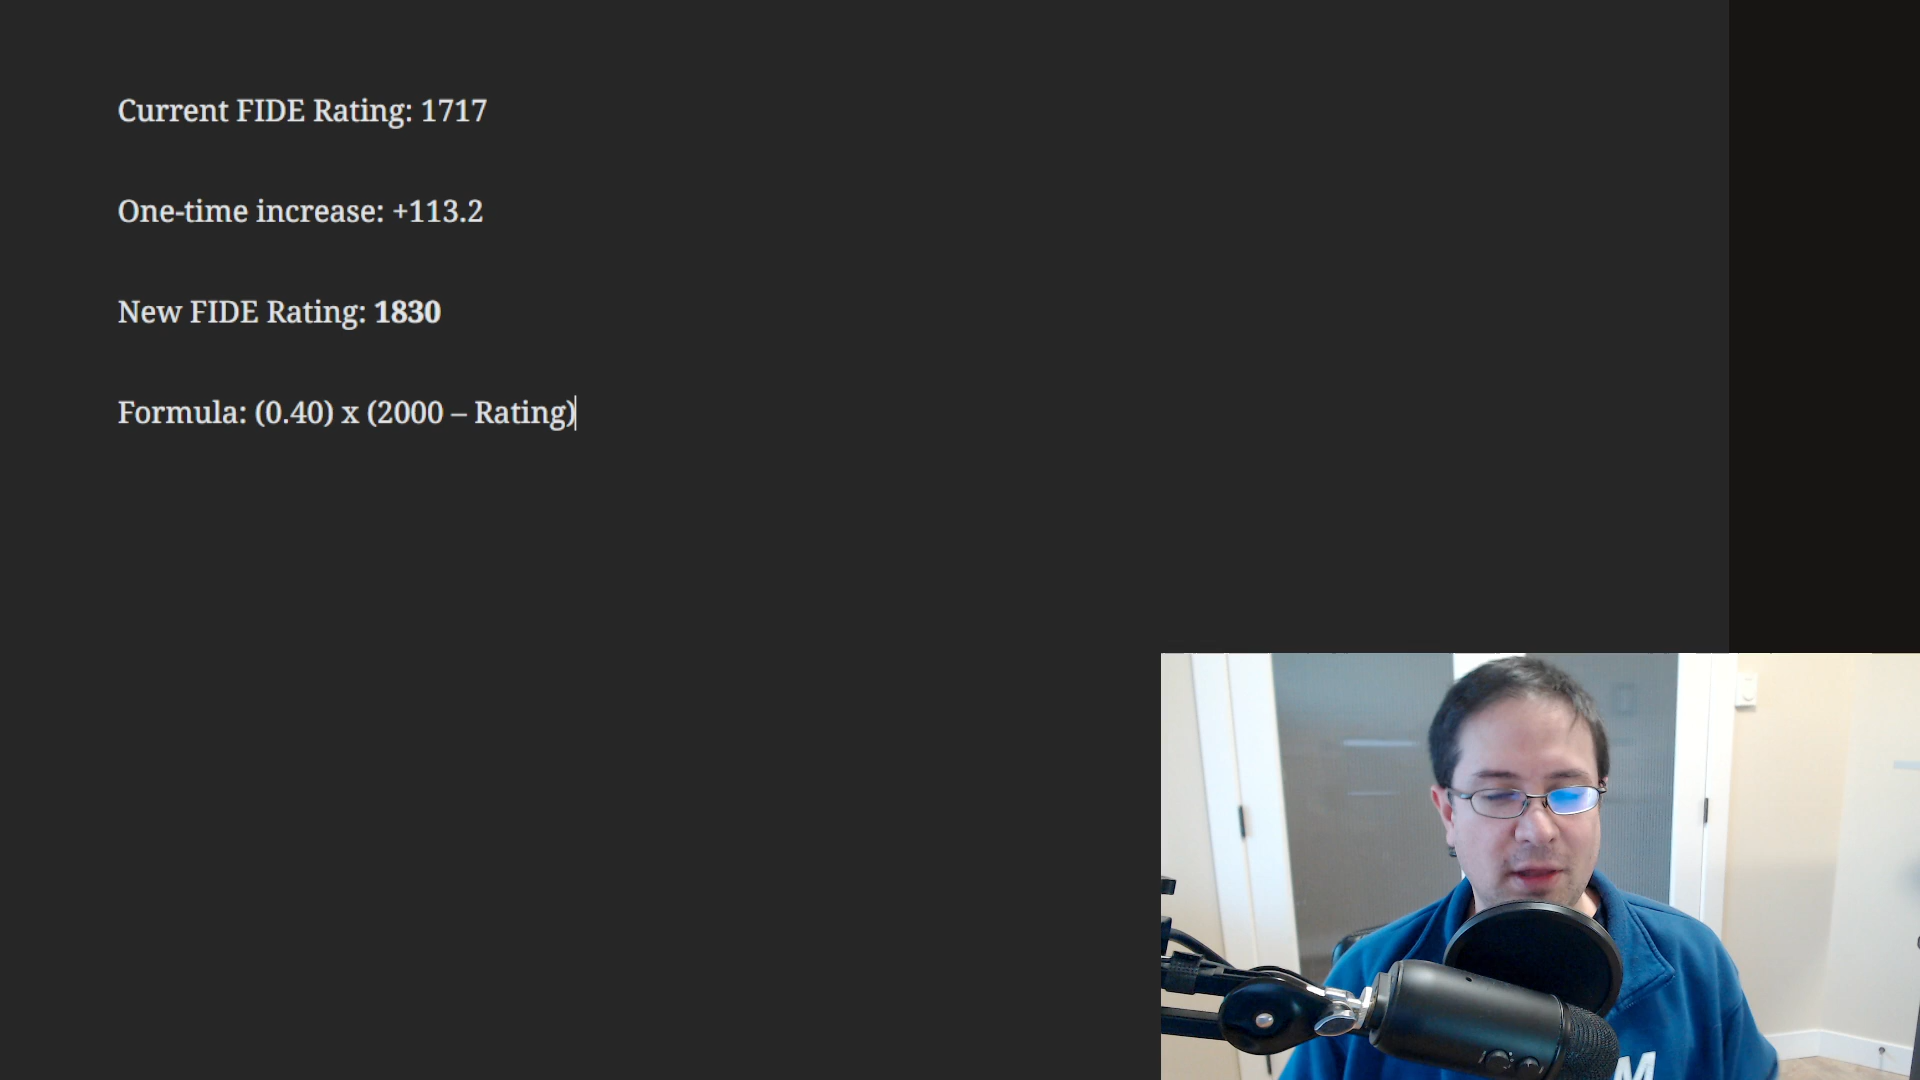 Current FIDE Rating: 1717
One-time increase: +113.2
New FIDE Rating: 1830
Formula: (0.40) x (2000 – Rating)
M